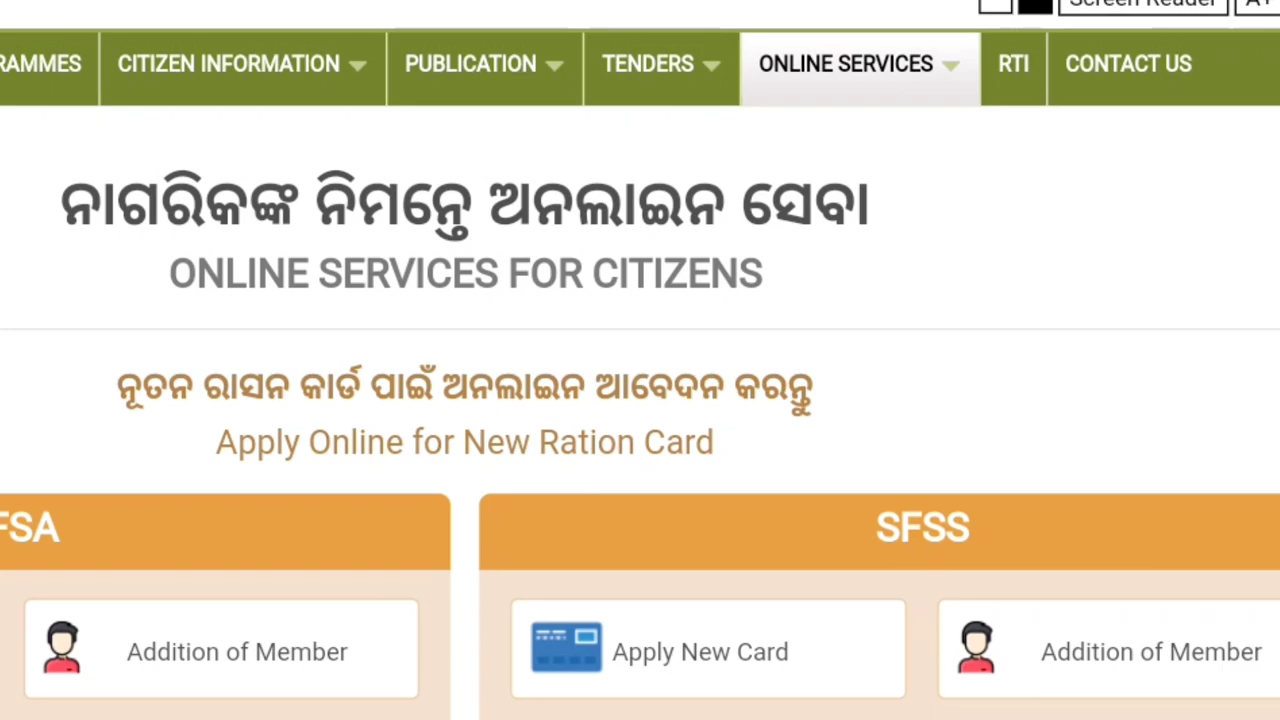 Screen Reader A+
RAMMES CITIZEN INFORMATION PUBLICATION TENDERS ONLINE SERVICES RTI CONTACT US
ନାଗରିକଙ୍କ ନିମନ୍ତେ ଅନଲାଇନ ସେବା
ONLINE SERVICES FOR CITIZENS
ନୂତନ ରାସନ କାର୍ଡ ପାଇଁ ଅନଲାଇନ ଆବେଦନ କରନ୍ତୁ
Apply Online for New Ration Card
FSA SFSS
Addition of Member Apply New Card Addition of Member